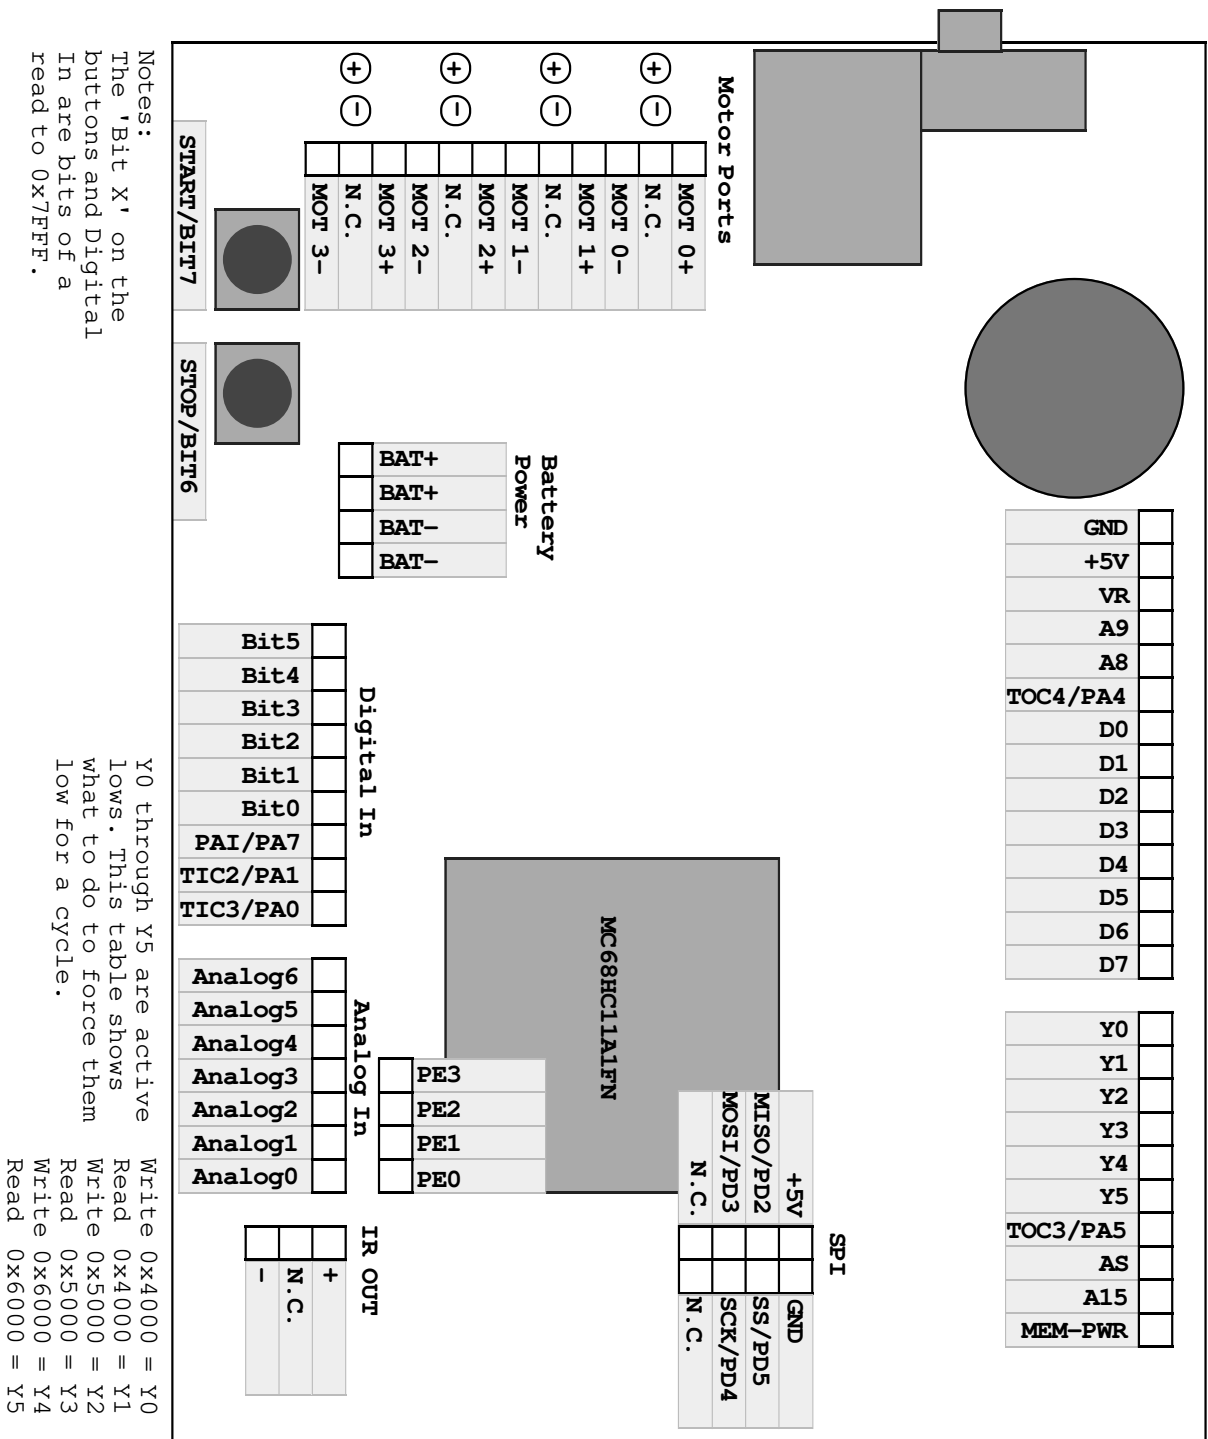 Notes:
The 'Bit X' on the
buttons and Digital
In are bits of a
read to 0x7FFF.
START/BIT7
STOP/BIT6
Motor Ports
+ -
+ -
+ -
+ -
MOT 0+
N.C.
MOT 0-
MOT 1+
N.C.
MOT 1-
MOT 2+
N.C.
MOT 2-
MOT 3+
N.C.
MOT 3-
Battery
Power
BAT+
BAT+
BAT-
BAT-
GND
+5V
VR
A9
A8
TOC4/PA4
D0
D1
D2
D3
D4
D5
D6
D7
Y0
Y1
Y2
Y3
Y4
Y5
TOC3/PA5
AS
A15
MEM-PWR
Digital In
Bit5
Bit4
Bit3
Bit2
Bit1
Bit0
PAI/PA7
TIC2/PA1
TIC3/PA0
Analog In
Analog6
Analog5
Analog4
Analog3
Analog2
Analog1
Analog0
MC68HC11A1FN
PE3
PE2
PE1
PE0
SPI
+5V
MISO/PD2
MOSI/PD3
N.C.
GND
SS/PD5
SCK/PD4
N.C.
IR OUT
+
N.C.
-
Y0 through Y5 are active
lows. This table shows
what to do to force them
low for a cycle.
Write 0x4000 = Y0
Read 0x4000 = Y1
Write 0x5000 = Y2
Read 0x5000 = Y3
Write 0x6000 = Y4
Read 0x6000 = Y5